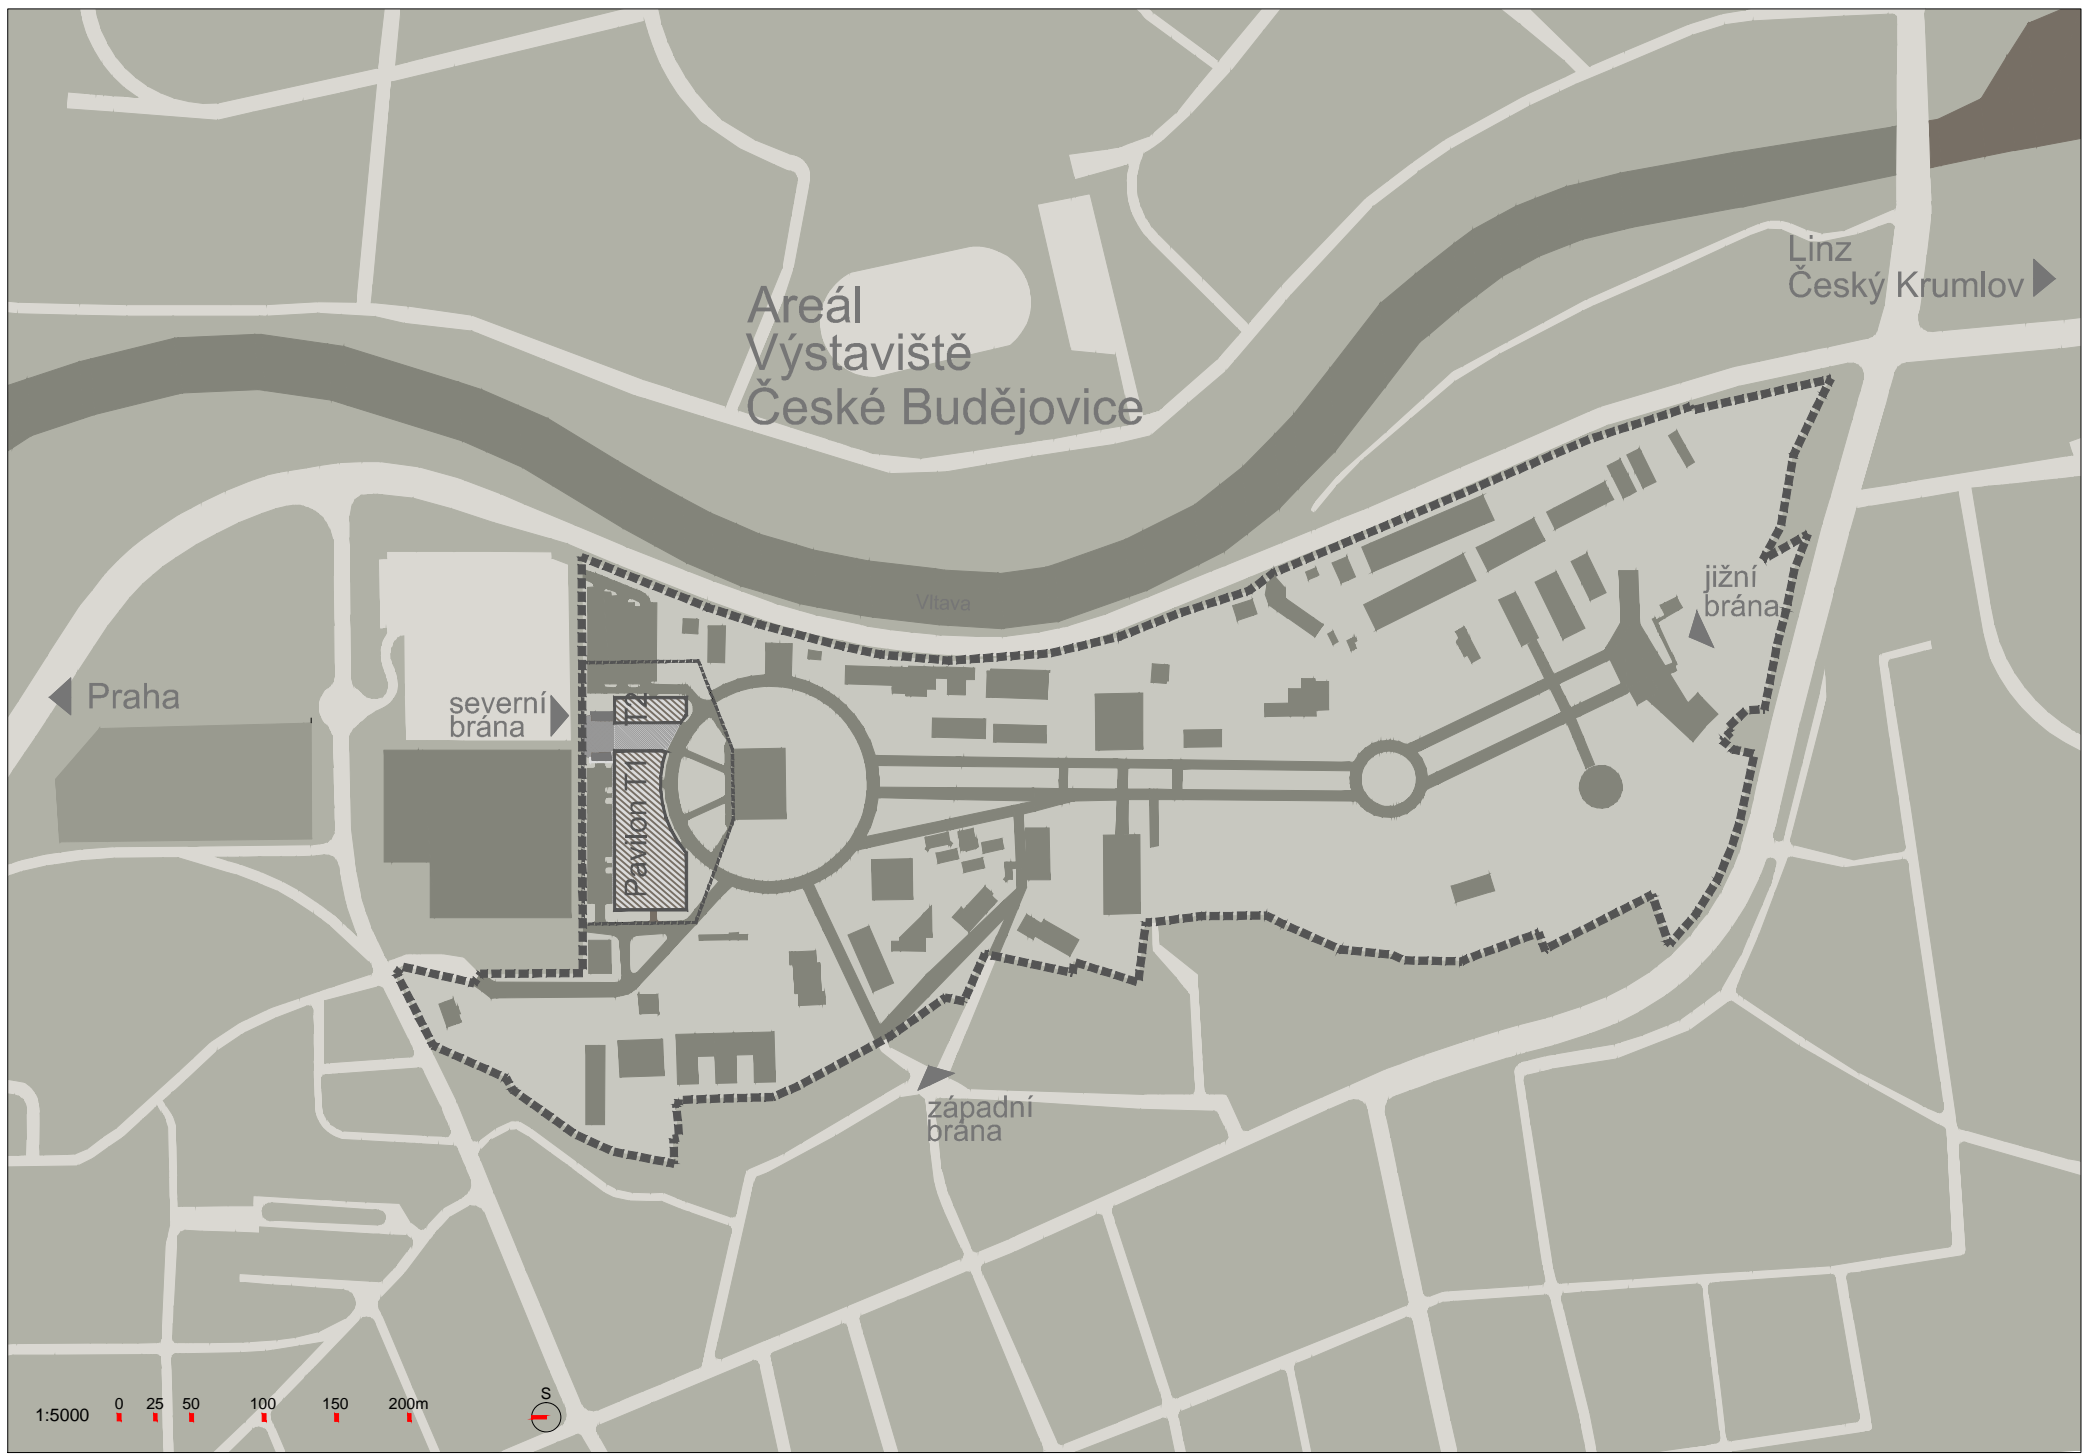 Areál
Výstaviště
České Budějovice
Linz
Český Krumlov
Vltava
jižní
brána
Praha
severní
brána
T2
Pavilon T1
západní
brána
1:5000
0 25 50 100 150 200m
S